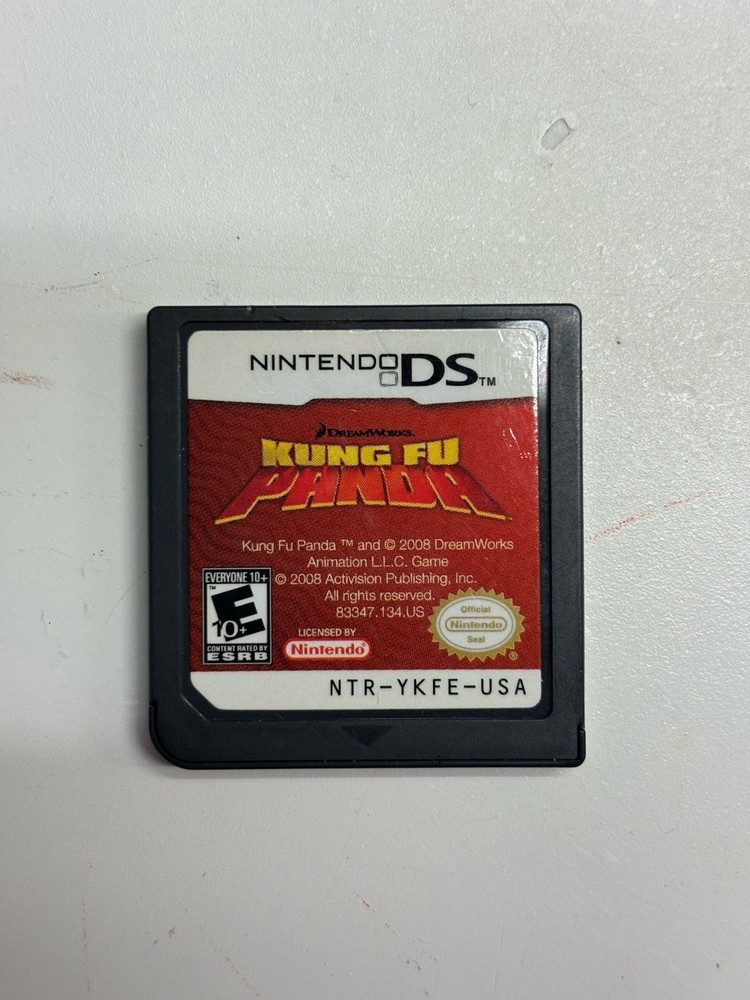 NINTENDO DS™
DREAMWORKS
KUNG FU
PANDA™
Kung Fu Panda ™ and © 2008 DreamWorks
Animation L.L.C. Game
© 2008 Activision Publishing, Inc.
All rights reserved.
83347.134.US
EVERYONE 10+
™
E
10+
CONTENT RATED BY
ESRB
LICENSED BY
Nintendo®
Official
Nintendo
Seal
®
NTR-YKFE-USA